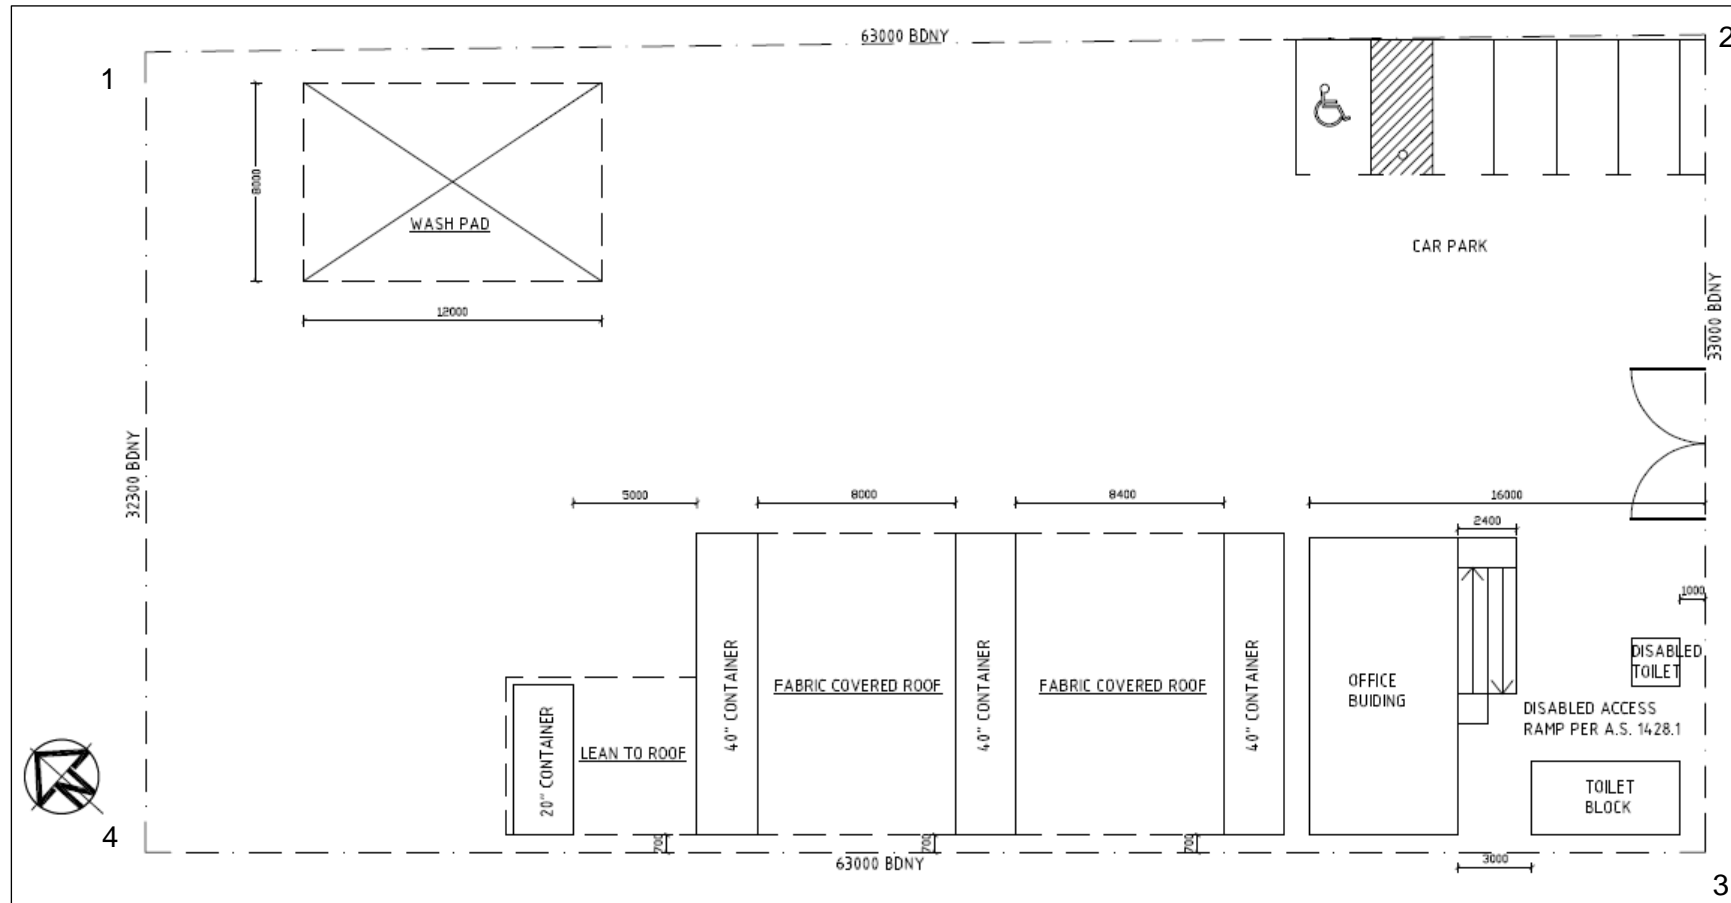 63000 BDNY
2
1
8000
WASH PAD
12000
CAR PARK
33000 BDNY
32300 BDNY
5000
8000
8400
16000
2400
1000
20" CONTAINER
LEAN TO ROOF
40" CONTAINER
FABRIC COVERED ROOF
40" CONTAINER
FABRIC COVERED ROOF
40" CONTAINER
OFFICE
BUIDING
DISABLED
TOILET
DISABLED ACCESS
RAMP PER A.S. 1428.1
TOILET
BLOCK
4
700
700
700
63000 BDNY
3000
3